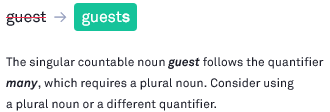 guest → guests
The singular countable noun guest follows the quantifier
many, which requires a plural noun. Consider using
a plural noun or a different quantifier.